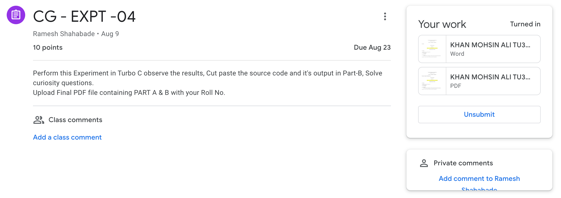 CG - EXPT -04
Ramesh Shahabade • Aug 9
10 points
Due Aug 23
Perform this Experiment in Turbo C observe the results, Cut paste the source code and it's output in Part-B, Solve
curiosity questions.
Upload Final PDF file containing PART A & B with your Roll No.
Class comments
Add a class comment
Your work
Turned in
KHAN MOHSIN ALI TU3...
Word
KHAN MOHSIN ALI TU3...
PDF
Unsubmit
Private comments
Add comment to Ramesh
Shahabade